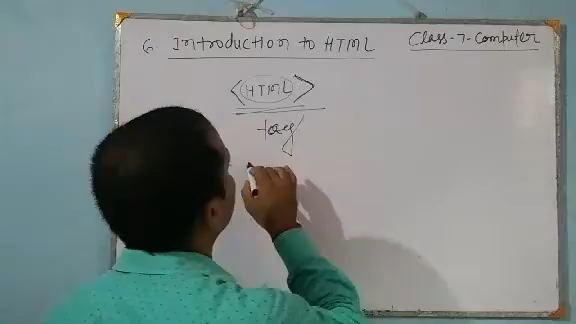 6. Introduction to HTML
Class-7-Computer
<HTML>
tag